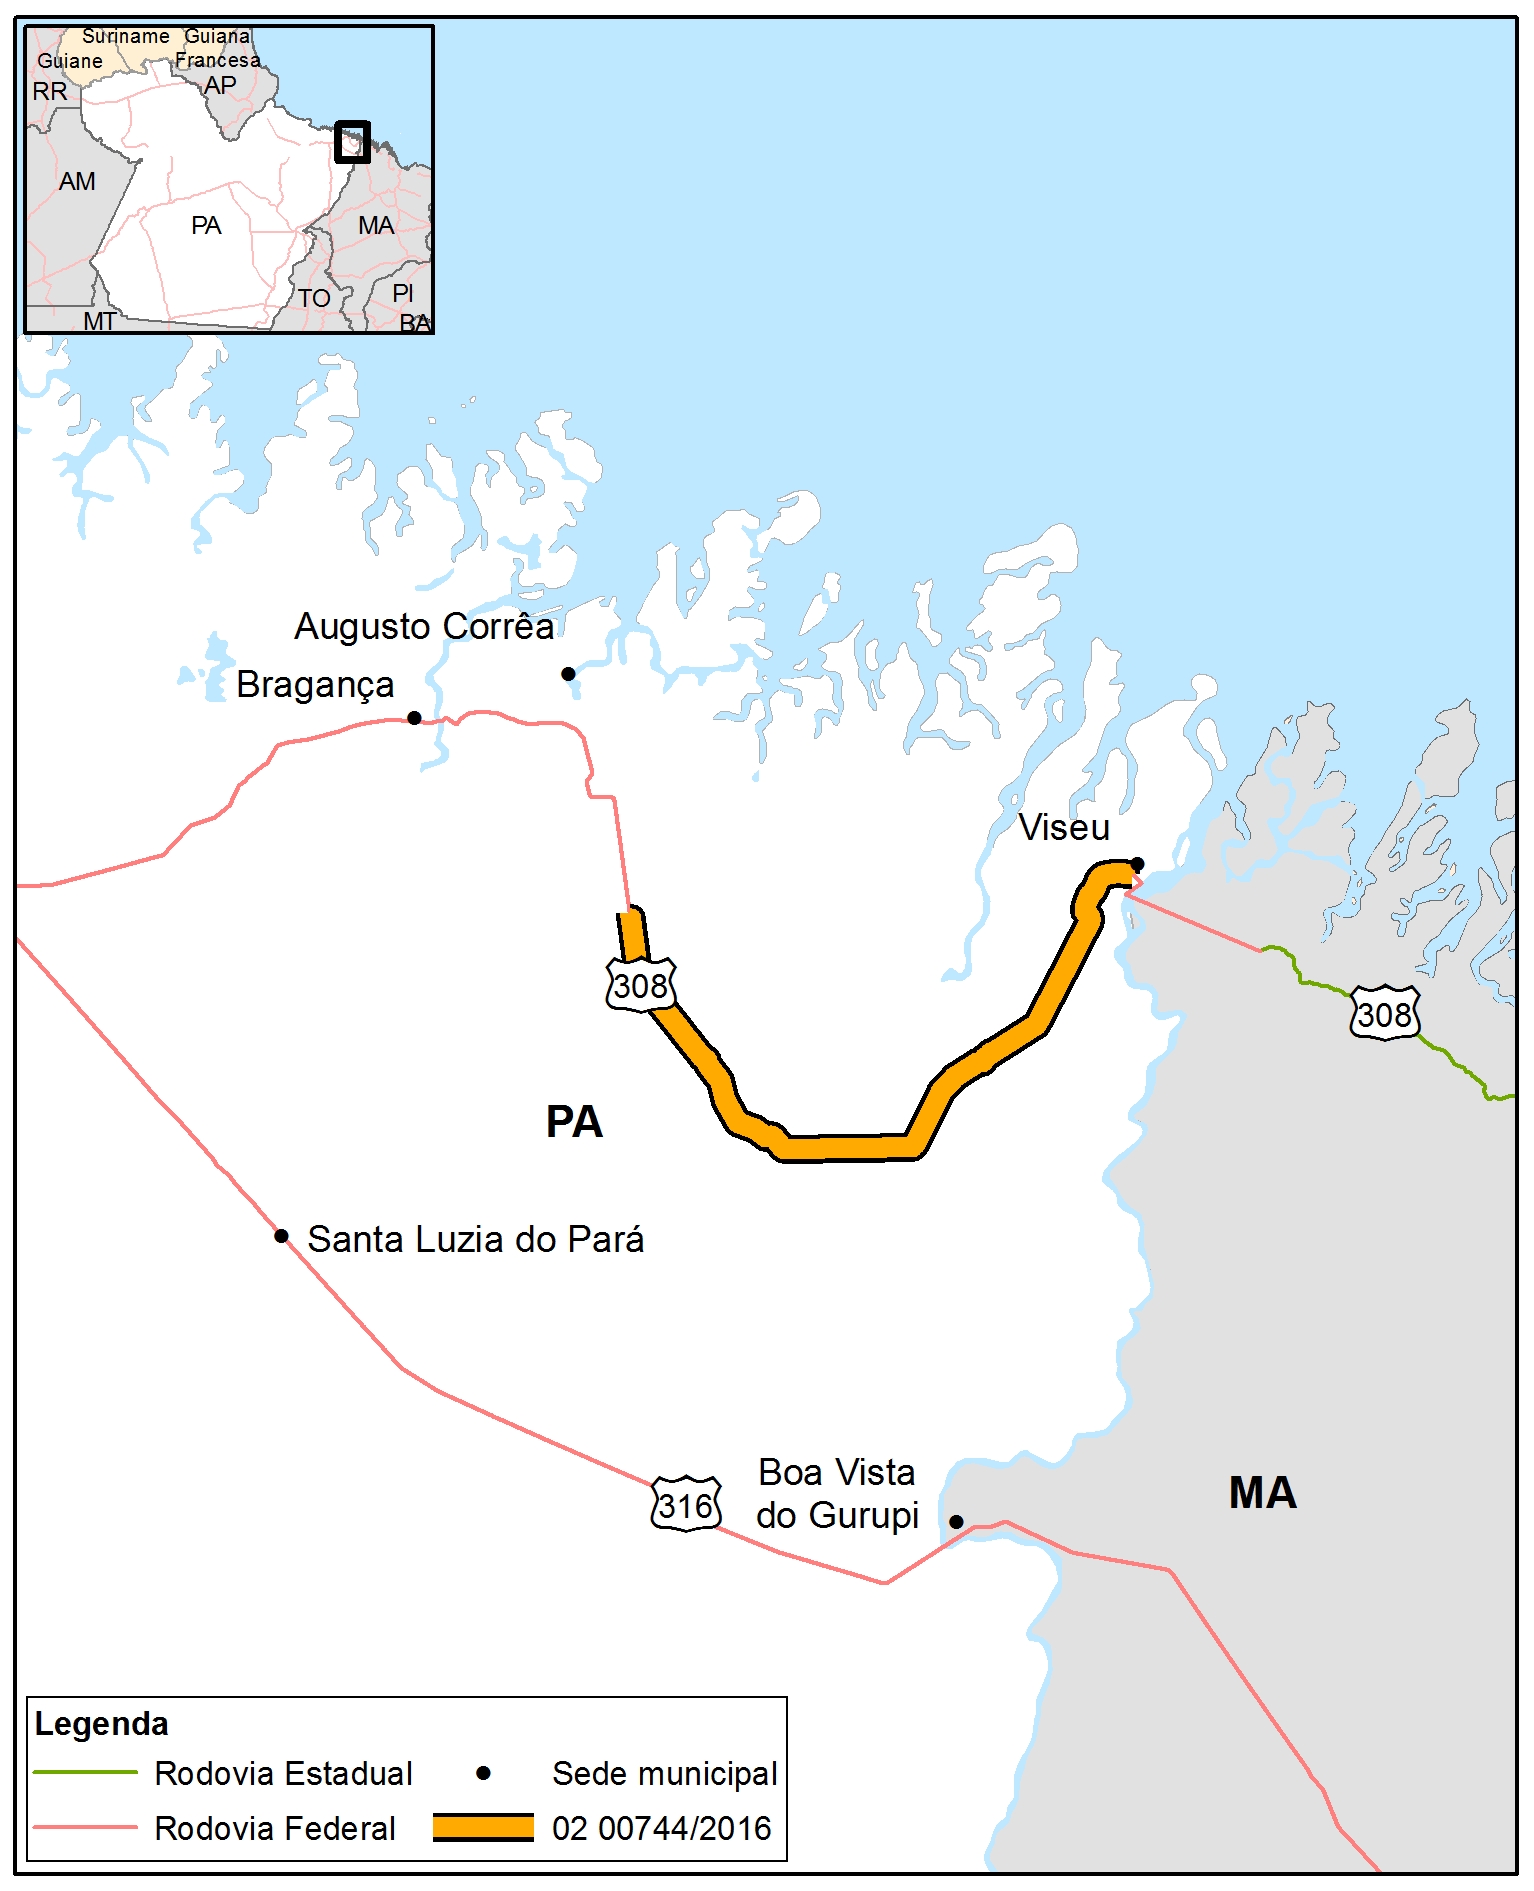 Suriname Guiana
Guiane Francesa
RR AP
AM
PA MA
TO PI
MT BA
Augusto Corrêa
Bragança
Viseu
308
308
PA
Santa Luzia do Pará
Boa Vista
do Gurupi
316
MA
Legenda
Rodovia Estadual Sede municipal
Rodovia Federal 02 00744/2016